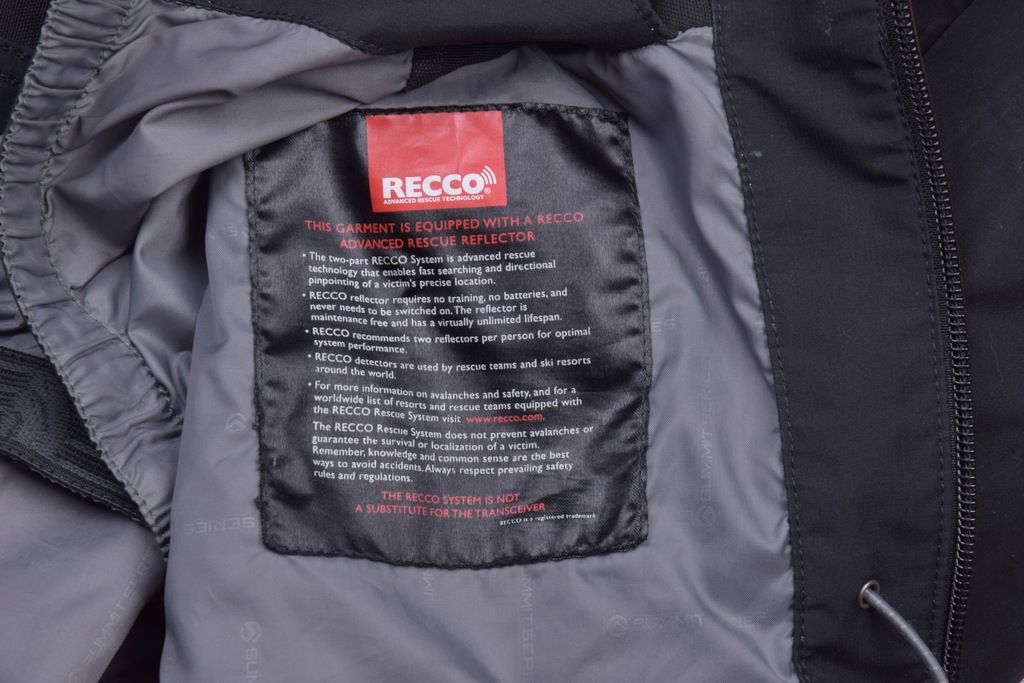 RECCO®
ADVANCED RESCUE TECHNOLOGY
THIS GARMENT IS EQUIPPED WITH A RECCO
ADVANCED RESCUE REFLECTOR
• The two-part RECCO System is advanced rescue
technology that enables fast searching and directional
pinpointing of a victim's precise location.
• RECCO reflector requires no training, no batteries, and
never needs to be switched on. The reflector is
maintenance free and has a virtually unlimited lifespan.
• RECCO recommends two reflectors per person for optimal
system performance.
• RECCO detectors are used by rescue teams and ski resorts
around the world.
• For more information on avalanches and safety, and for a
worldwide list of resorts and rescue teams equipped with
the RECCO Rescue System visit www.recco.com.
The RECCO Rescue System does not prevent avalanches or
guarantee the survival or localization of a victim.
Remember, knowledge and common sense are the best
ways to avoid accidents. Always respect prevailing safety
rules and regulations.
THE RECCO SYSTEM IS NOT
A SUBSTITUTE FOR THE TRANSCEIVER
RECCO is a registered trademark
SUMMIT SERIES
SERIES
SUMMIT
SUMMIT SER
SUMMIT SERIE
SUM